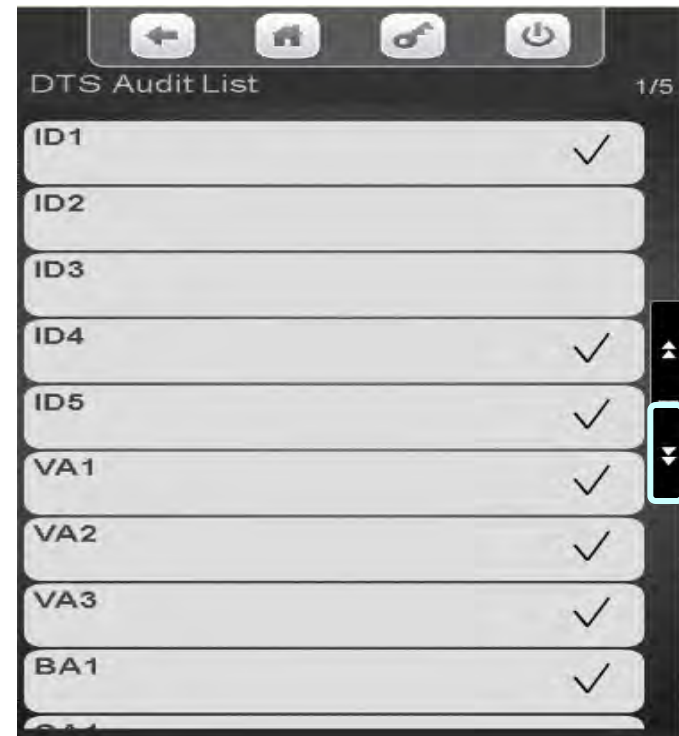 DTS Audit List
1/5
ID1
ID2
ID3
ID4
ID5
VA1
VA2
VA3
BA1